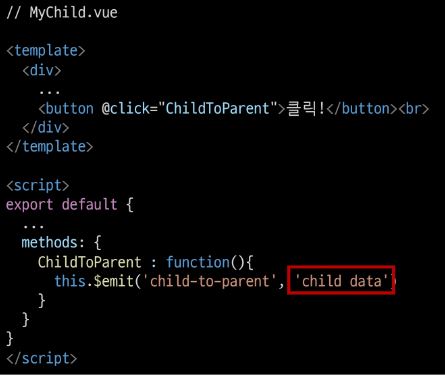 // MyChild.vue
<template>
  <div>
    ...
    <button @click="ChildToParent">클릭!</button><br>
  </div>
</template>
<script>
export default {
  ...
  methods: {
    ChildToParent : function(){
      this.$emit('child-to-parent', 'child data')
    }
  }
}
</script>